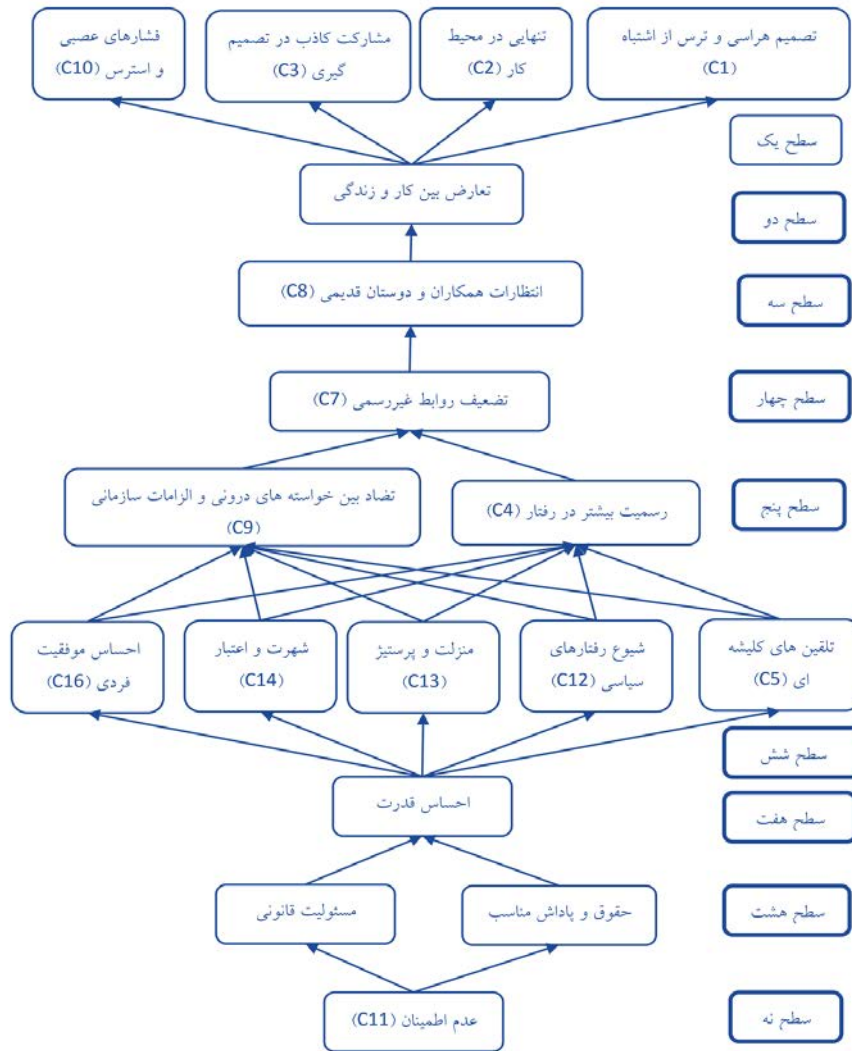 تصمیم هراسی و ترس از اشتباه
(C1)
تنهایی در محیط
کار (C2)
مشارکت کاذب در تصمیم
گیری (C3)
فشارهای عصبی
و استرس (C10)
سطح یک
تعارض بین کار و زندگی
سطح دو
انتظارات همکاران و دوستان قدیمی (C8)
سطح سه
تضعیف روابط غیررسمی (C7)
سطح چهار
رسمیت بیشتر در رفتار (C4)
تضاد بین خواسته های درونی و الزامات سازمانی
(C9)
سطح پنج
تلقین های کلیشه
ای (C5)
شیوع رفتارهای
سیاسی (C12)
منزلت و پرستیژ
(C13)
شهرت و اعتبار
(C14)
احساس موفقیت
فردی (C16)
سطح شش
احساس قدرت
سطح هفت
حقوق و پاداش مناسب
مسئولیت قانونی
سطح هشت
عدم اطمینان (C11)
سطح نه